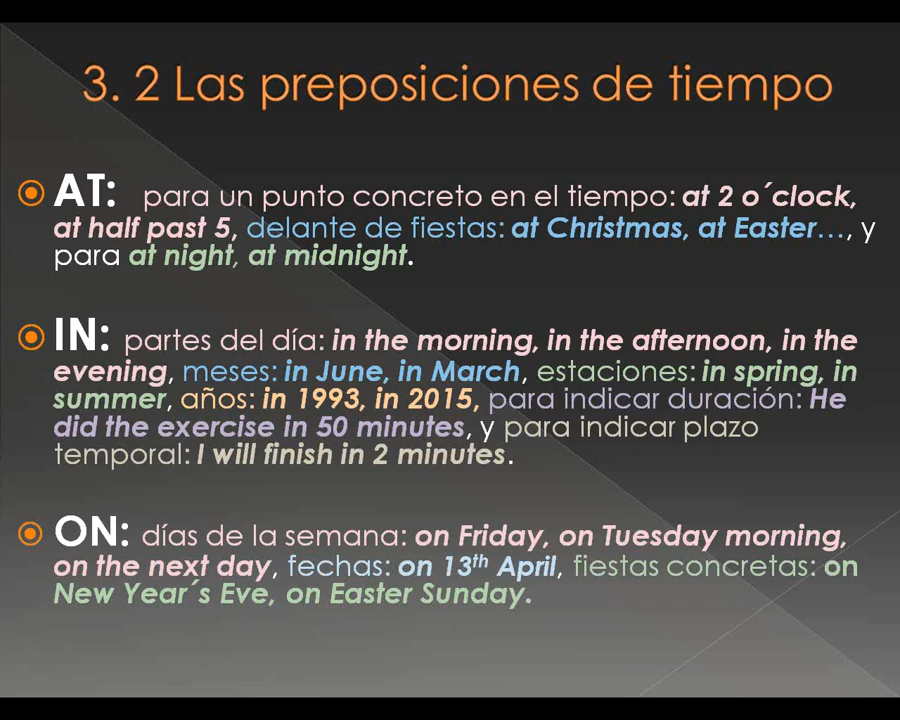 3. 2 Las preposiciones de tiempo
AT: para un punto concreto en el tiempo: at 2 o´clock,
at half past 5, delante de fiestas: at Christmas, at Easter…, y
para at night, at midnight.
IN: partes del día: in the morning, in the afternoon, in the
evening, meses: in June, in March, estaciones: in spring, in
summer, años: in 1993, in 2015, para indicar duración: He
did the exercise in 50 minutes, y para indicar plazo
temporal: I will finish in 2 minutes.
ON: días de la semana: on Friday, on Tuesday morning,
on the next day, fechas: on 13th April, fiestas concretas: on
New Year´s Eve, on Easter Sunday.